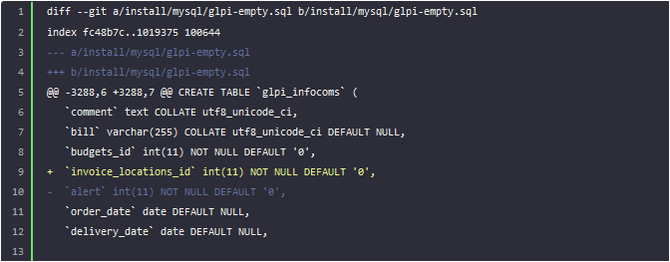 1 diff --git a/install/mysql/glpi-empty.sql b/install/mysql/glpi-empty.sql
2 index fc48b7c..1019375 100644
3 --- a/install/mysql/glpi-empty.sql
4 +++ b/install/mysql/glpi-empty.sql
5 @@ -3288,6 +3288,7 @@ CREATE TABLE `glpi_infocoms` (
6 `comment` text COLLATE utf8_unicode_ci,
7 `bill` varchar(255) COLLATE utf8_unicode_ci DEFAULT NULL,
8 `budgets_id` int(11) NOT NULL DEFAULT '0',
9 + `invoice_locations_id` int(11) NOT NULL DEFAULT '0',
10 - `alert` int(11) NOT NULL DEFAULT '0',
11 `order_date` date DEFAULT NULL,
12 `delivery_date` date DEFAULT NULL,
13